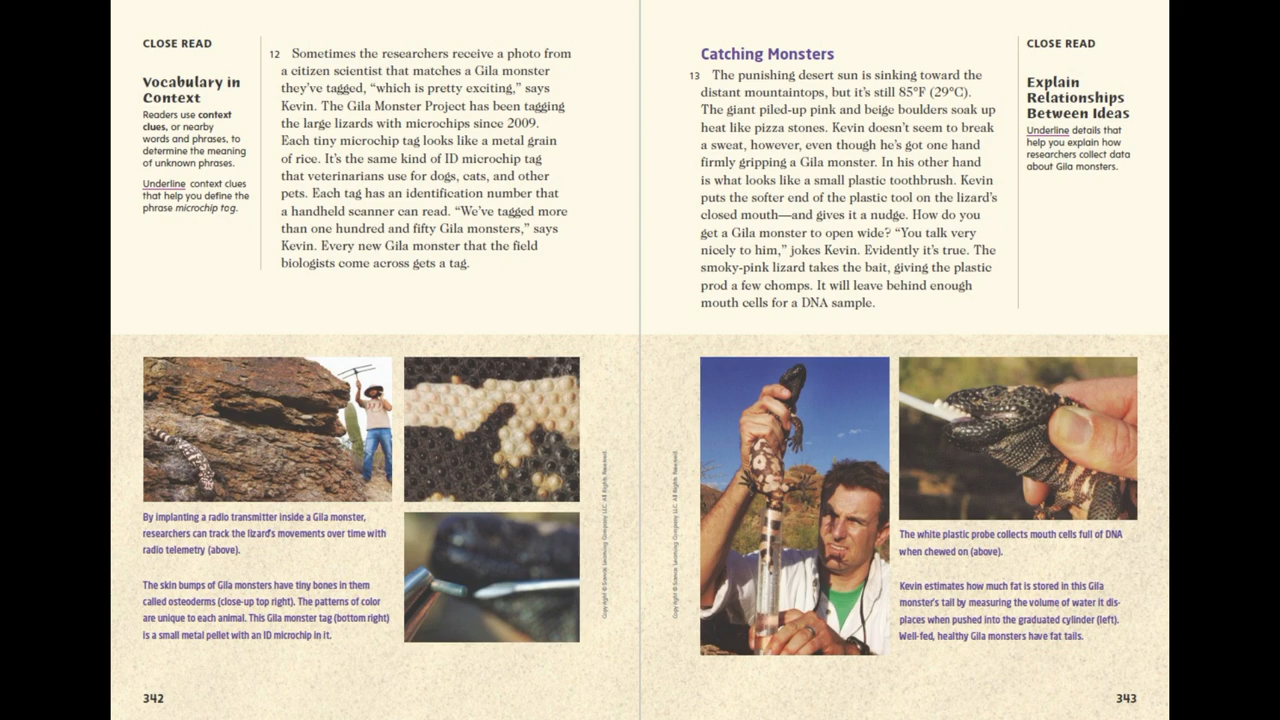 CLOSE READ
Vocabulary in
Context
Readers use context
clues, or nearby
words and phrases, to
determine the meaning
of unknown phrases.
Underline context clues
that help you define the
phrase microchip tag.
12 Sometimes the researchers receive a photo from
a citizen scientist that matches a Gila monster
they've tagged, “which is pretty exciting,” says
Kevin. The Gila Monster Project has been tagging
the large lizards with microchips since 2009.
Each tiny microchip tag looks like a metal grain
of rice. It's the same kind of ID microchip tag
that veterinarians use for dogs, cats, and other
pets. Each tag has an identification number that
a handheld scanner can read. “We've tagged more
than one hundred and fifty Gila monsters,” says
Kevin. Every new Gila monster that the field
biologists come across gets a tag.
By implanting a radio transmitter inside a Gila monster,
researchers can track the lizard's movements over time with
radio telemetry (above).
The skin bumps of Gila monsters have tiny bones in them
called osteoderms (close-up top right). The patterns of color
are unique to each animal. This Gila monster tag (bottom right)
is a small metal pellet with an ID microchip in it.
Copyright © Savvas Learning Company LLC. All Rights Reserved.
342
Catching Monsters
13 The punishing desert sun is sinking toward the
distant mountaintops, but it's still 85°F (29°C).
The giant piled-up pink and beige boulders soak up
heat like pizza stones. Kevin doesn't seem to break
a sweat, however, even though he's got one hand
firmly gripping a Gila monster. In his other hand
is what looks like a small plastic toothbrush. Kevin
puts the softer end of the plastic tool on the lizard's
closed mouth—and gives it a nudge. How do you
get a Gila monster to open wide? “You talk very
nicely to him,” jokes Kevin. Evidently it's true. The
smoky-pink lizard takes the bait, giving the plastic
prod a few chomps. It will leave behind enough
mouth cells for a DNA sample.
CLOSE READ
Explain
Relationships
Between Ideas
Underline details that
help you explain how
researchers collect data
about Gila monsters.
Copyright © Savvas Learning Company LLC. All Rights Reserved.
The white plastic probe collects mouth cells full of DNA
when chewed on (above).
Kevin estimates how much fat is stored in this Gila
monster's tail by measuring the volume of water it dis-
places when pushed into the graduated cylinder (left).
Well-fed, healthy Gila monsters have fat tails.
343